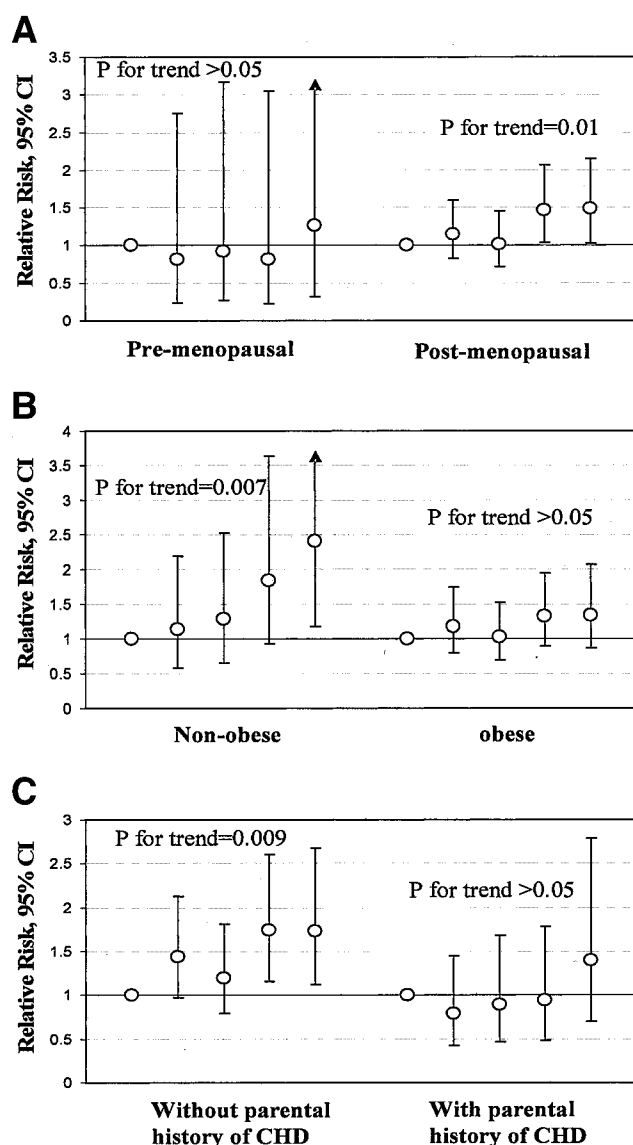 A
Relative Risk, 95% CI
3.5
3
2.5
2
1.5
1
0.5
0
P for trend >0.05
P for trend=0.01
Pre-menopausal
Post-menopausal
B
Relative Risk, 95% CI
4
3.5
3
2.5
2
1.5
1
0.5
0
P for trend=0.007
P for trend >0.05
Non-obese
obese
C
Relative Risk, 95% CI
3
2.5
2
1.5
1
0.5
0
P for trend=0.009
P for trend >0.05
Without parental
history of CHD
With parental
history of CHD